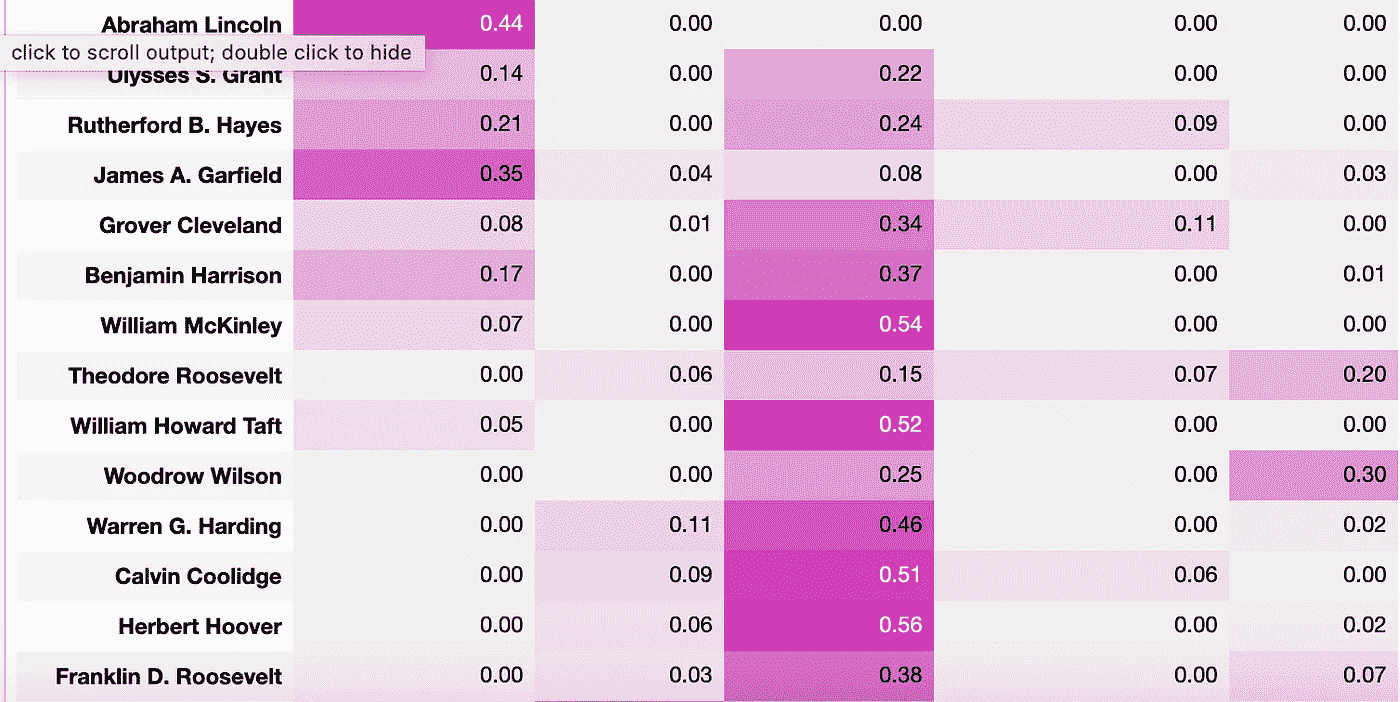 Abraham Lincoln 0.44 0.00 0.00 0.00 0.00
click to scroll output; double click to hide
Ulysses S. Grant 0.14 0.00 0.22 0.00 0.00
Rutherford B. Hayes 0.21 0.00 0.24 0.09 0.00
James A. Garfield 0.35 0.04 0.08 0.00 0.03
Grover Cleveland 0.08 0.01 0.34 0.11 0.00
Benjamin Harrison 0.17 0.00 0.37 0.00 0.01
William McKinley 0.07 0.00 0.54 0.00 0.00
Theodore Roosevelt 0.00 0.06 0.15 0.07 0.20
William Howard Taft 0.05 0.00 0.52 0.00 0.00
Woodrow Wilson 0.00 0.00 0.25 0.00 0.30
Warren G. Harding 0.00 0.11 0.46 0.00 0.02
Calvin Coolidge 0.00 0.09 0.51 0.06 0.00
Herbert Hoover 0.00 0.06 0.56 0.00 0.02
Franklin D. Roosevelt 0.00 0.03 0.38 0.00 0.07